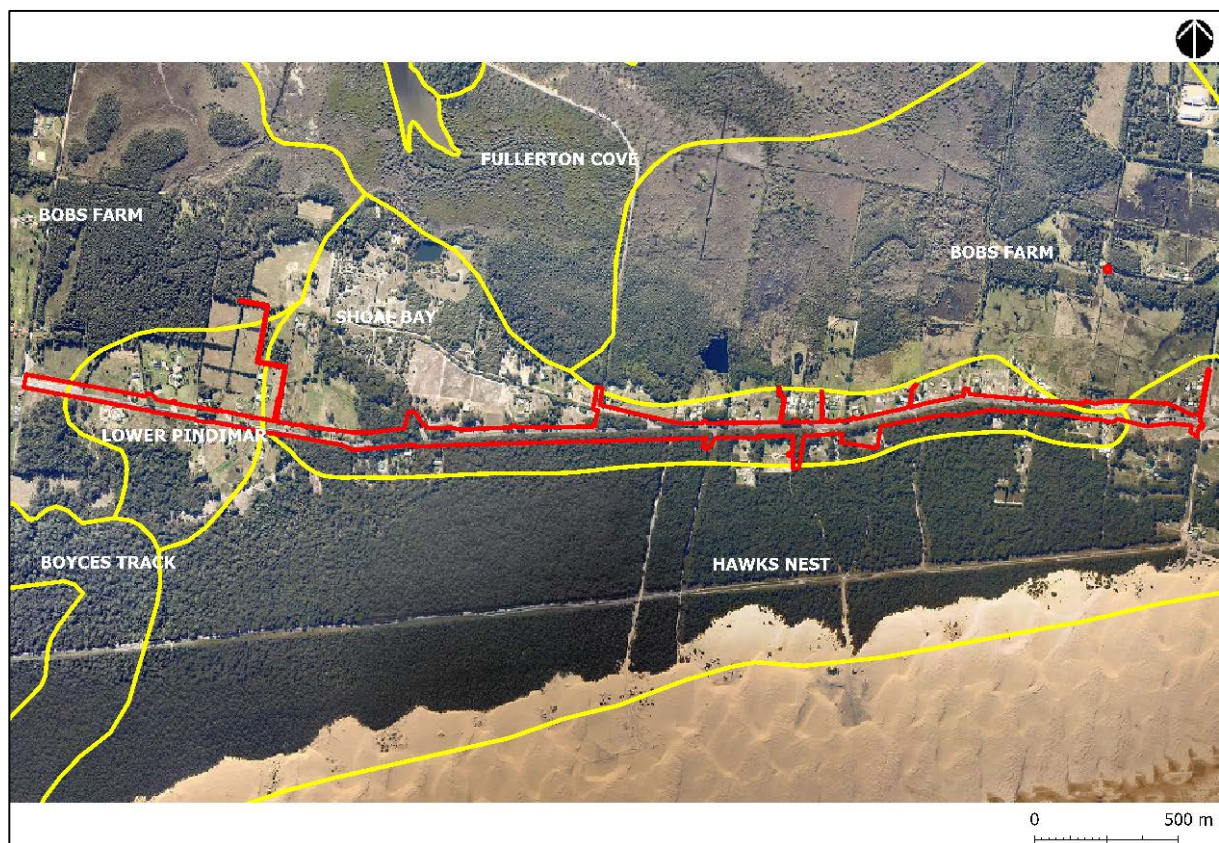 FULLERTON COVE
BOBS FARM
BOBS FARM
SHOAL BAY
LOWER PINDIMAR
BOYCES TRACK
HAWKS NEST
0 500 m